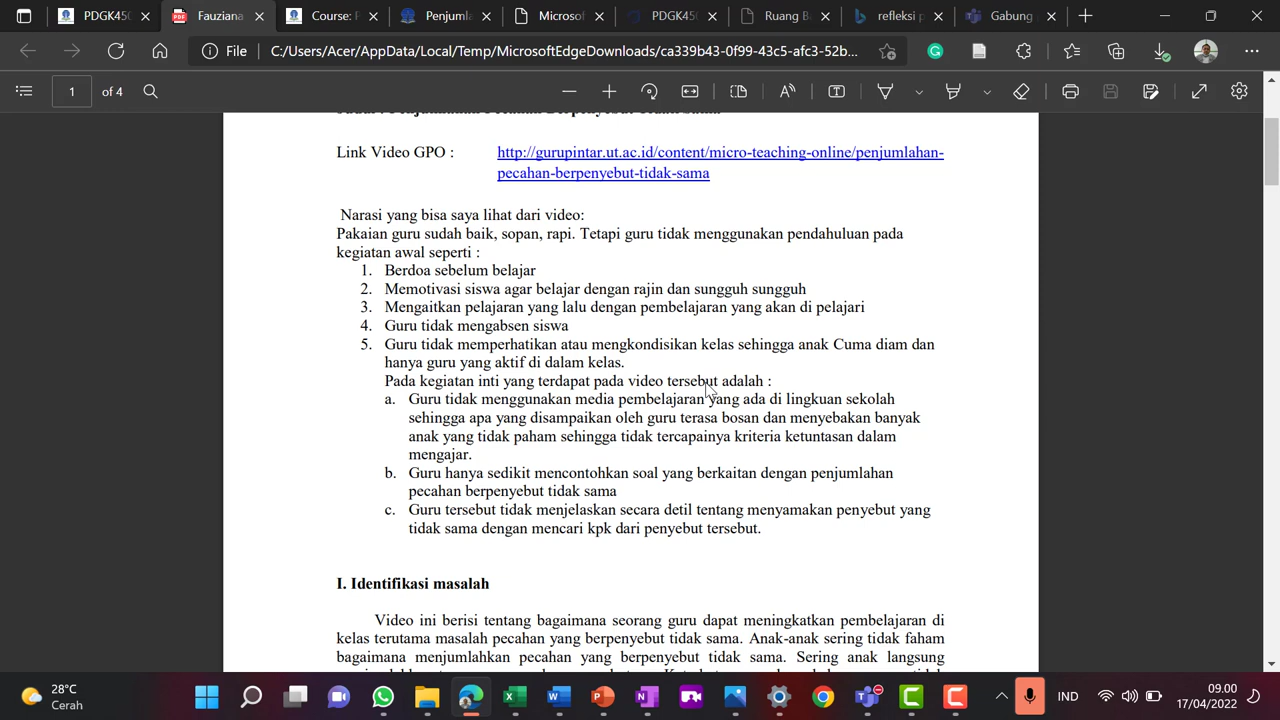 PDGK450
Fauziana
Course: P
Penjumla
Microsof
PDGK450
Ruang Ba
refleksi p
Gabung
File
C:/Users/Acer/AppData/Local/Temp/MicrosoftEdgeDownloads/ca339b43-0f99-43c5-afc3-52b...
1 of 4
Link Video GPO : http://gurupintar.ut.ac.id/content/micro-teaching-online/penjumlahan-
pecahan-berpenyebut-tidak-sama
Narasi yang bisa saya lihat dari video:
Pakaian guru sudah baik, sopan, rapi. Tetapi guru tidak menggunakan pendahuluan pada
kegiatan awal seperti :
1. Berdoa sebelum belajar
2. Memotivasi siswa agar belajar dengan rajin dan sungguh sungguh
3. Mengaitkan pelajaran yang lalu dengan pembelajaran yang akan di pelajari
4. Guru tidak mengabsen siswa
5. Guru tidak memperhatikan atau mengkondisikan kelas sehingga anak Cuma diam dan
hanya guru yang aktif di dalam kelas.
Pada kegiatan inti yang terdapat pada video tersebut adalah :
a. Guru tidak menggunakan media pembelajaran yang ada di lingkuan sekolah
sehingga apa yang disampaikan oleh guru terasa bosan dan menyebakan banyak
anak yang tidak paham sehingga tidak tercapainya kriteria ketuntasan dalam
mengajar.
b. Guru hanya sedikit mencontohkan soal yang berkaitan dengan penjumlahan
pecahan berpenyebut tidak sama
c. Guru tersebut tidak menjelaskan secara detil tentang menyamakan penyebut yang
tidak sama dengan mencari kpk dari penyebut tersebut.
I. Identifikasi masalah
Video ini berisi tentang bagaimana seorang guru dapat meningkatkan pembelajaran di
kelas terutama masalah pecahan yang berpenyebut tidak sama. Anak-anak sering tidak faham
bagaimana menjumlahkan pecahan yang berpenyebut tidak sama. Sering anak langsung
28°C
Cerah
IND
09.00
17/04/2022